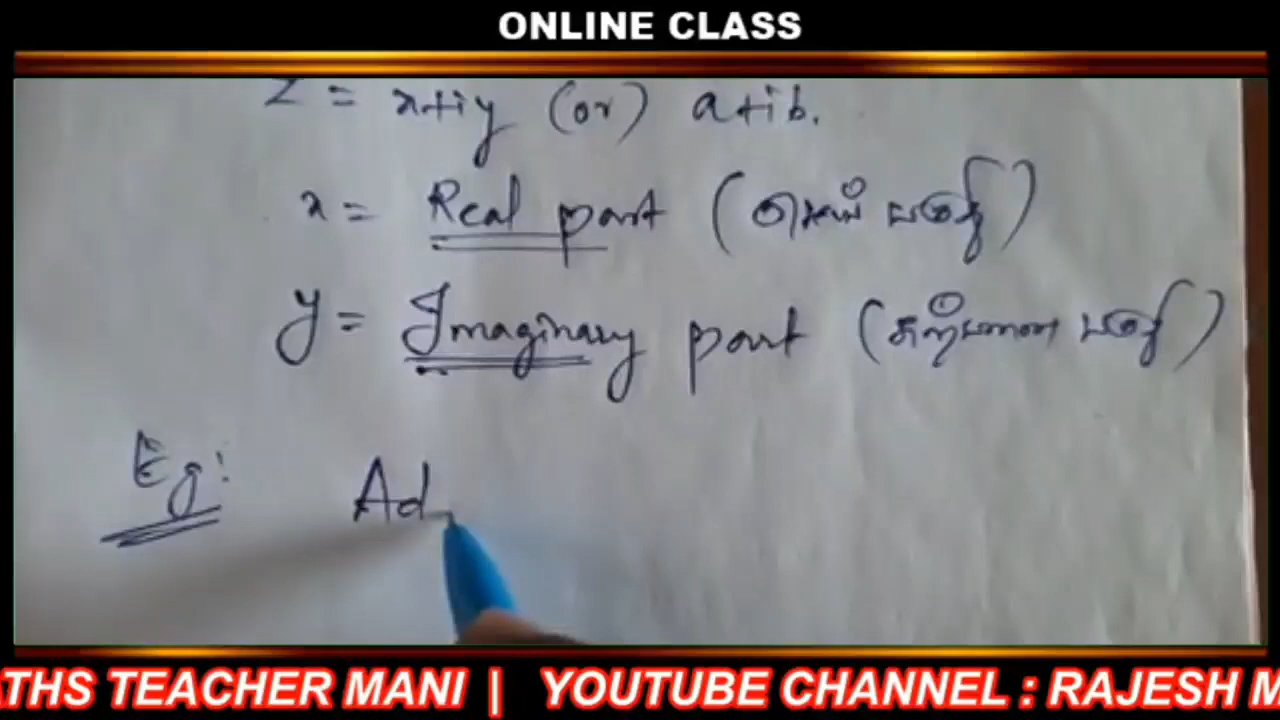 ONLINE CLASS
Z = x+iy (or) a+ib.
x = Real part (மெய் பகுதி)
y = Imaginary part (கற்பனை பகுதி)
Eg: Ad
ATHS TEACHER MANI | YOUTUBE CHANNEL : RAJESH M